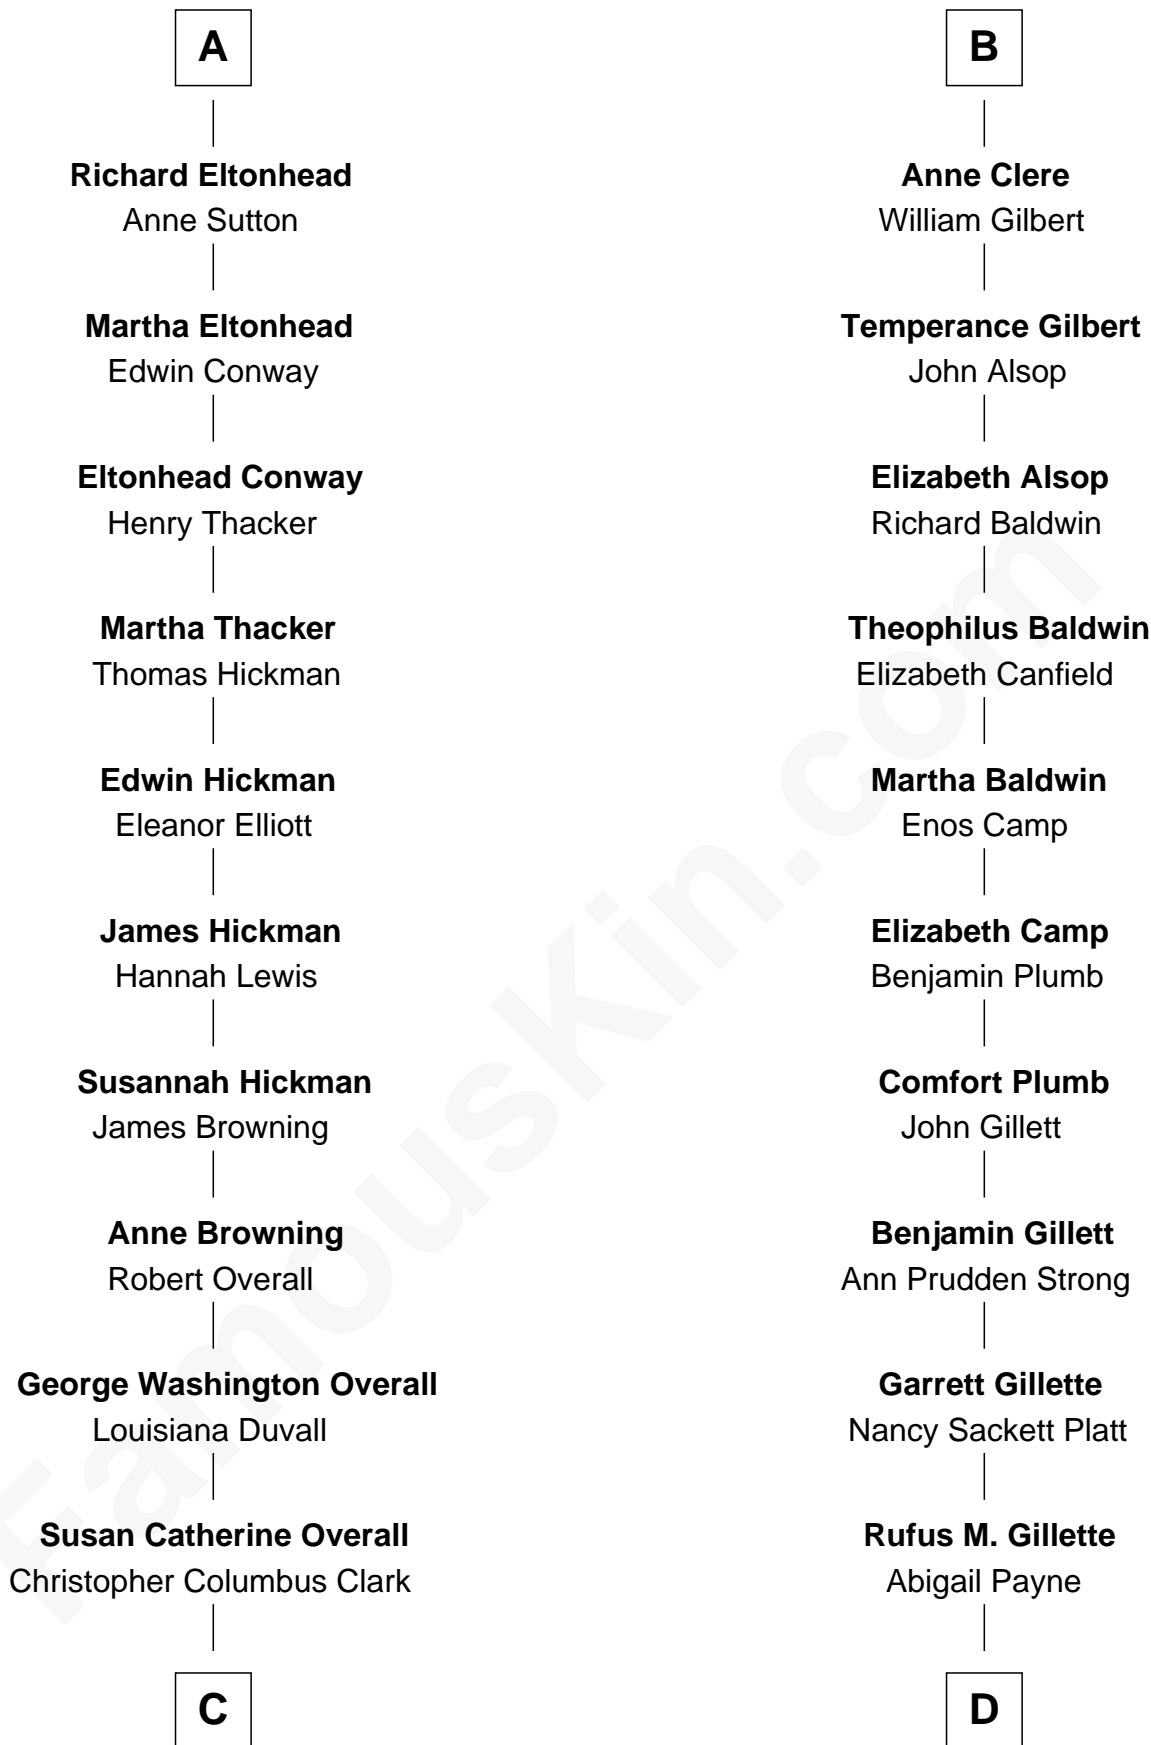 A
Richard Eltonhead
Anne Sutton
Martha Eltonhead
Edwin Conway
Eltonhead Conway
Henry Thacker
Martha Thacker
Thomas Hickman
Edwin Hickman
Eleanor Elliott
James Hickman
Hannah Lewis
Susannah Hickman
James Browning
Anne Browning
Robert Overall
George Washington Overall
Louisiana Duvall
Susan Catherine Overall
Christopher Columbus Clark
C
B
Anne Clere
William Gilbert
Temperance Gilbert
John Alsop
Elizabeth Alsop
Richard Baldwin
Theophilus Baldwin
Elizabeth Canfield
Martha Baldwin
Enos Camp
Elizabeth Camp
Benjamin Plumb
Comfort Plumb
John Gillett
Benjamin Gillett
Ann Prudden Strong
Garrett Gillette
Nancy Sackett Platt
Rufus M. Gillette
Abigail Payne
D
FamousKin.com